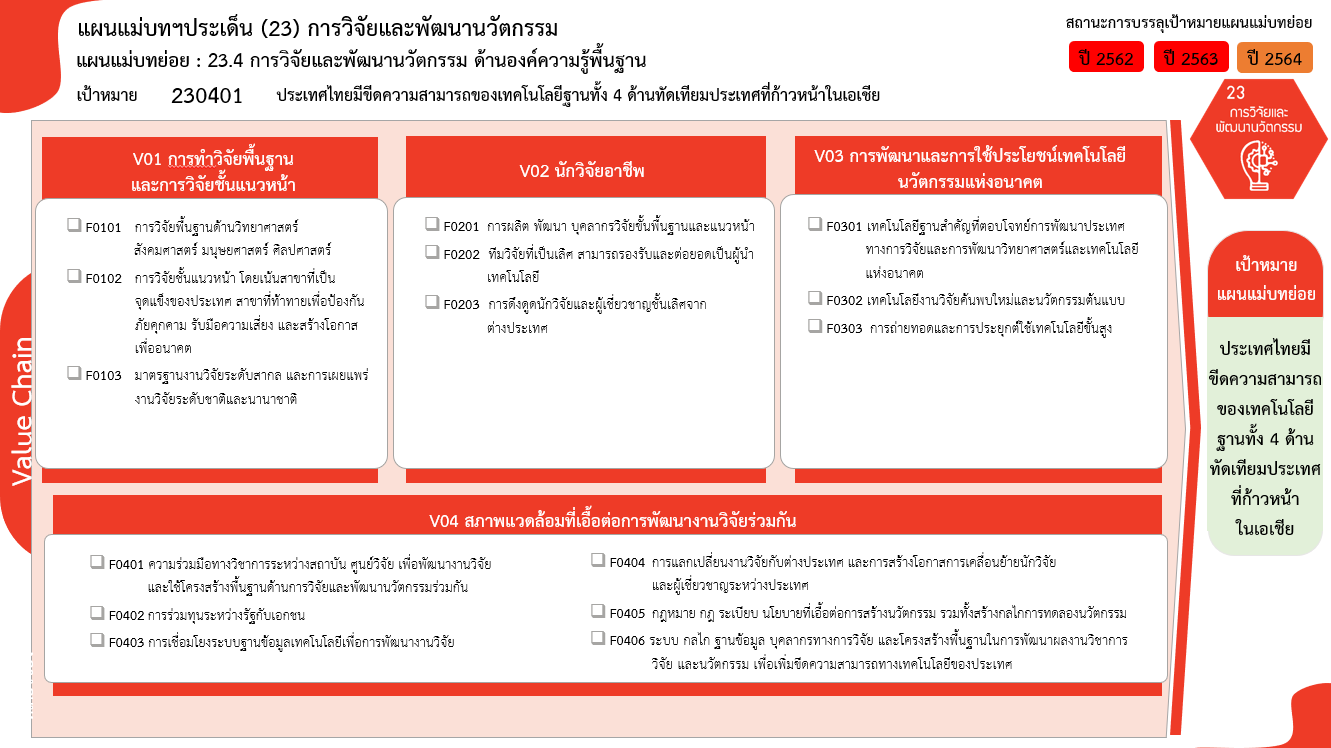 แผนแม่บทฯประเด็น (23) การวิจัยและพัฒนานวัตกรรม
แผนแม่บทย่อย : 23.4 การวิจัยและพัฒนานวัตกรรม ด้านองค์ความรู้พื้นฐาน
เป้าหมาย 230401 ประเทศไทยมีขีดความสามารถของเทคโนโลยีฐานทั้ง 4 ด้านทัดเทียมประเทศที่ก้าวหน้าในเอเชีย
สถานะการบรรลุเป้าหมายแผนแม่บทย่อย
ปี 2562 ปี 2563 ปี 2564
23
การวิจัยและ
พัฒนานวัตกรรม
Value Chain
V01 การทำวิจัยพื้นฐาน
และการวิจัยชั้นแนวหน้า
F0101 การวิจัยพื้นฐานด้านวิทยาศาสตร์
สังคมศาสตร์ มนุษยศาสตร์ ศิลปศาสตร์
F0102 การวิจัยชั้นแนวหน้า โดยเน้นสาขาที่เป็น
จุดแข็งของประเทศ สาขาที่ท้าทายเพื่อป้องกัน
ภัยคุกคาม รับมือความเสี่ยง และสร้างโอกาส
เพื่ออนาคต
F0103 มาตรฐานงานวิจัยระดับสากล และการเผยแพร่
งานวิจัยระดับชาติและนานาชาติ
V02 นักวิจัยอาชีพ
F0201 การผลิต พัฒนา บุคลากรวิจัยขั้นพื้นฐานและแนวหน้า
F0202 ทีมวิจัยที่เป็นเลิศ สามารถรองรับและต่อยอดเป็นผู้นำ
เทคโนโลยี
F0203 การดึงดูดนักวิจัยและผู้เชี่ยวชาญชั้นเลิศจาก
ต่างประเทศ
V03 การพัฒนาและการใช้ประโยชน์เทคโนโลยี
นวัตกรรมแห่งอนาคต
F0301 เทคโนโลยีฐานสำคัญที่ตอบโจทย์การพัฒนาประเทศ
ทางการวิจัยและการพัฒนาวิทยาศาสตร์และเทคโนโลยี
แห่งอนาคต
F0302 เทคโนโลยีงานวิจัยค้นพบใหม่และนวัตกรรมต้นแบบ
F0303 การถ่ายทอดและการประยุกต์ใช้เทคโนโลยีขั้นสูง
V04 สภาพแวดล้อมที่เอื้อต่อการพัฒนางานวิจัยร่วมกัน
F0401 ความร่วมมือทางวิชาการระหว่างสถาบัน ศูนย์วิจัย เพื่อพัฒนางานวิจัย
และใช้โครงสร้างพื้นฐานด้านการวิจัยและพัฒนานวัตกรรมร่วมกัน
F0402 การร่วมทุนระหว่างรัฐกับเอกชน
F0403 การเชื่อมโยงระบบฐานข้อมูลเทคโนโลยีเพื่อการพัฒนางานวิจัย
F0404 การแลกเปลี่ยนงานวิจัยกับต่างประเทศ และการสร้างโอกาสการเคลื่อนย้ายนักวิจัย
และผู้เชี่ยวชาญระหว่างประเทศ
F0405 กฎหมาย กฎ ระเบียบ นโยบายที่เอื้อต่อการสร้างนวัตกรรม รวมทั้งสร้างกลไกการทดลองนวัตกรรม
F0406 ระบบ กลไก ฐานข้อมูล บุคลากรทางการวิจัย และโครงสร้างพื้นฐานในการพัฒนาผลงานวิชาการ
วิจัย และนวัตกรรม เพื่อเพิ่มขีดความสามารถทางเทคโนโลยีของประเทศ
เป้าหมาย
แผนแม่บทย่อย
ประเทศไทยมี
ขีดความสามารถ
ของเทคโนโลยี
ฐานทั้ง 4 ด้าน
ทัดเทียมประเทศ
ที่ก้าวหน้า
ในเอเชีย